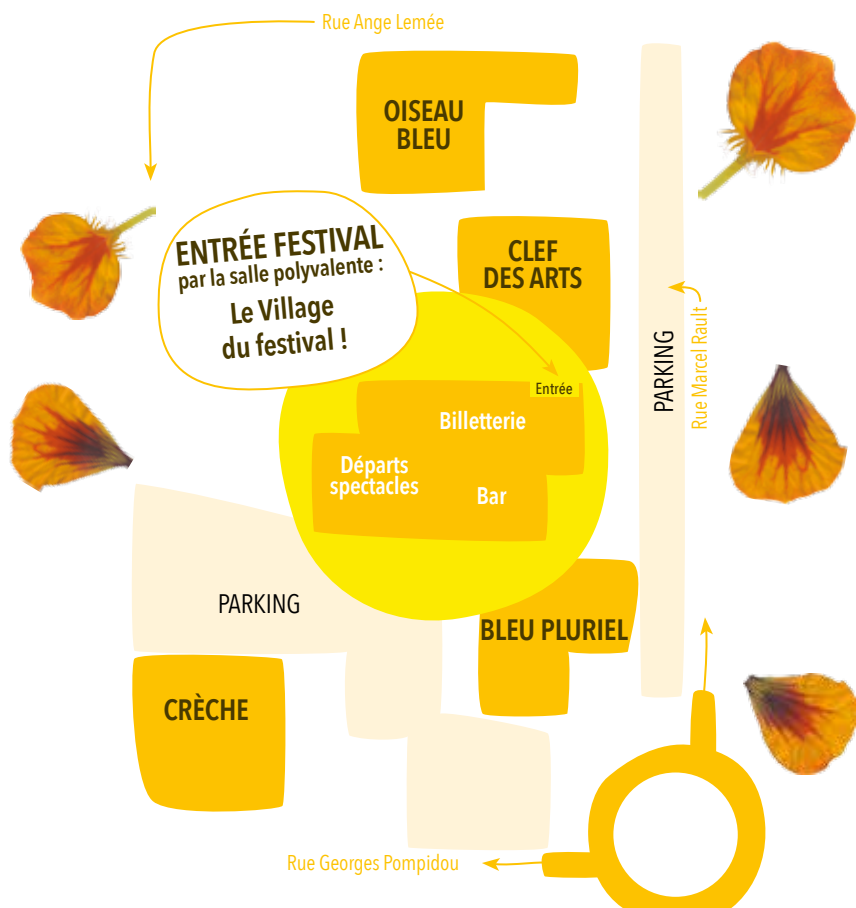 Rue Ange Lemée
OISEAU
BLEU
ENTRÉE FESTIVAL
par la salle polyvalente :
Le Village
du festival !
CLEF
DES ARTS
PARKING
Rue Marcel Rault
Entrée
Billetterie
Départs
spectacles
Bar
PARKING
BLEU PLURIEL
CRÈCHE
Rue Georges Pompidou